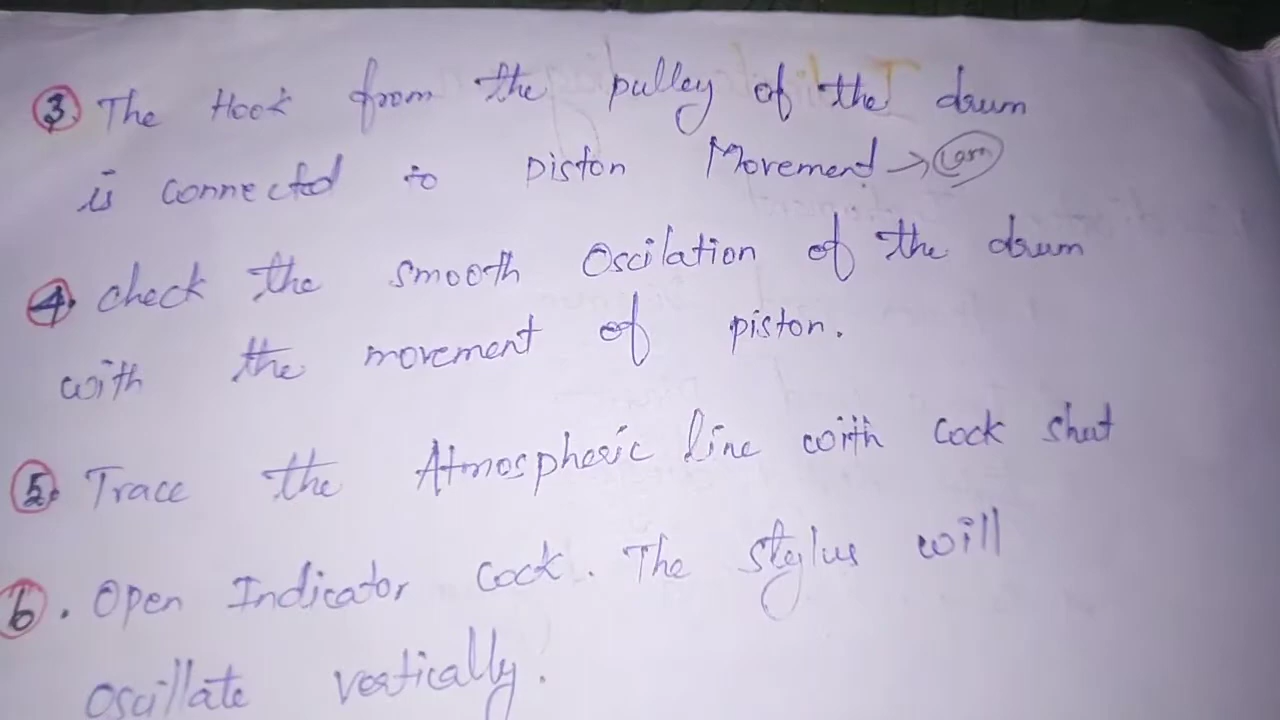 3. The Hook from the pulley of the drum
is connected to piston Movement → cam
4. check the smooth Oscilation of the drum
with the movement of piston.
5. Trace the Atmospheric line with cock shut
6. Open Indicator cock. The stylus will
oscillate vertically.